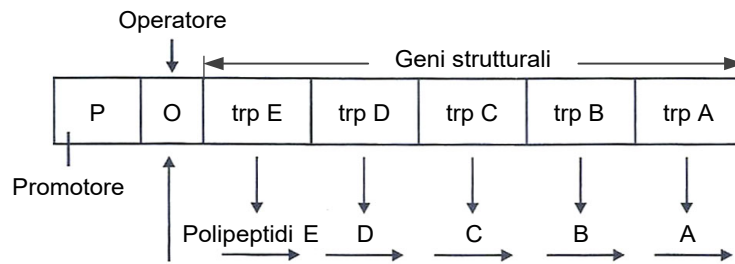 Operatore
Geni strutturali
P O trp E trp D trp C trp B trp A
Promotore
Polipeptidi E D C B A